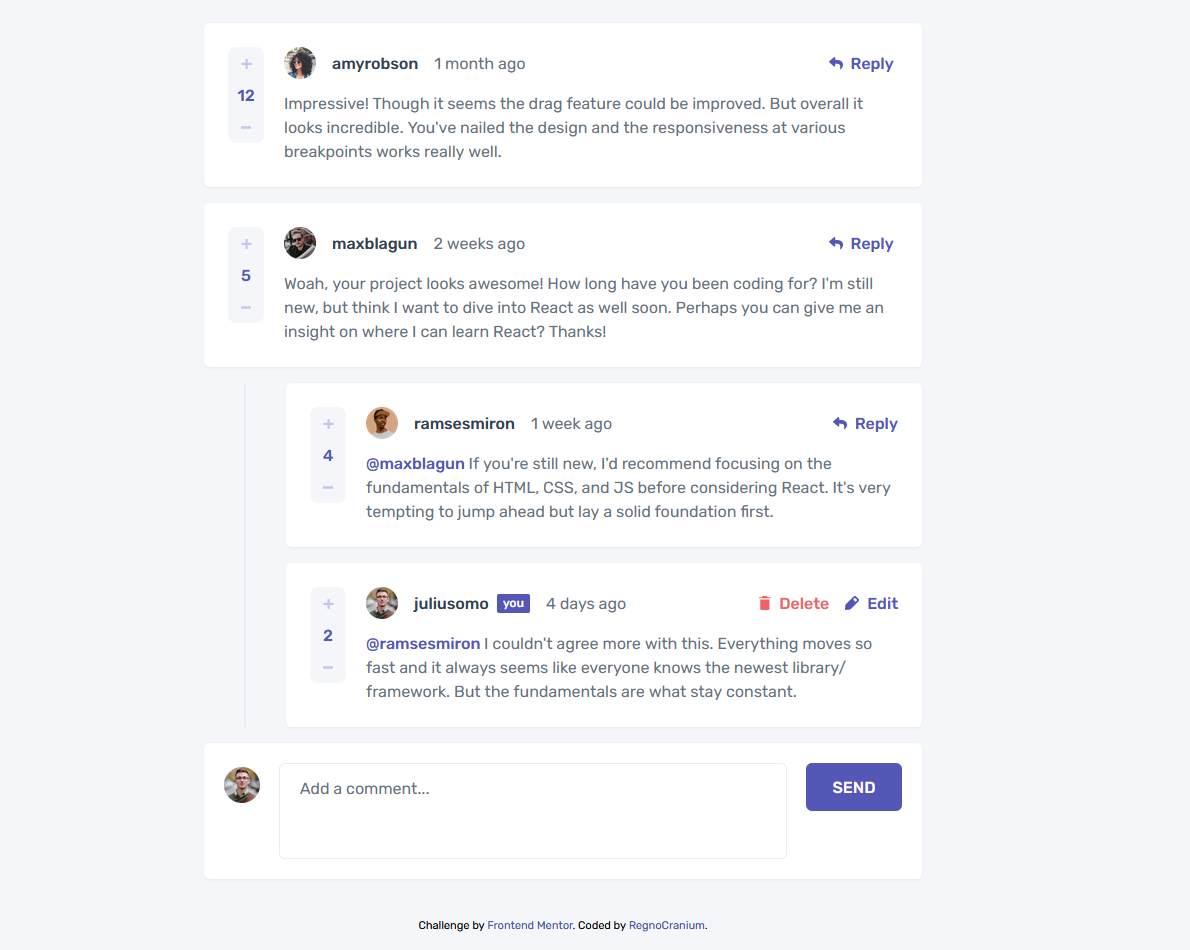 +
amyrobson 1 month ago Reply
12
Impressive! Though it seems the drag feature could be improved. But overall it
looks incredible. You've nailed the design and the responsiveness at various
breakpoints works really well.
−
+
maxblagun 2 weeks ago Reply
5
Woah, your project looks awesome! How long have you been coding for? I'm still
new, but think I want to dive into React as well soon. Perhaps you can give me an
insight on where I can learn React? Thanks!
−
+
ramsesmiron 1 week ago Reply
4
@maxblagun If you're still new, I'd recommend focusing on the
fundamentals of HTML, CSS, and JS before considering React. It's very
tempting to jump ahead but lay a solid foundation first.
−
+
juliusomo you 4 days ago Delete Edit
2
@ramsesmiron I couldn't agree more with this. Everything moves so
fast and it always seems like everyone knows the newest library/
framework. But the fundamentals are what stay constant.
−
Add a comment...
SEND
Challenge by Frontend Mentor. Coded by RegnoCranium.